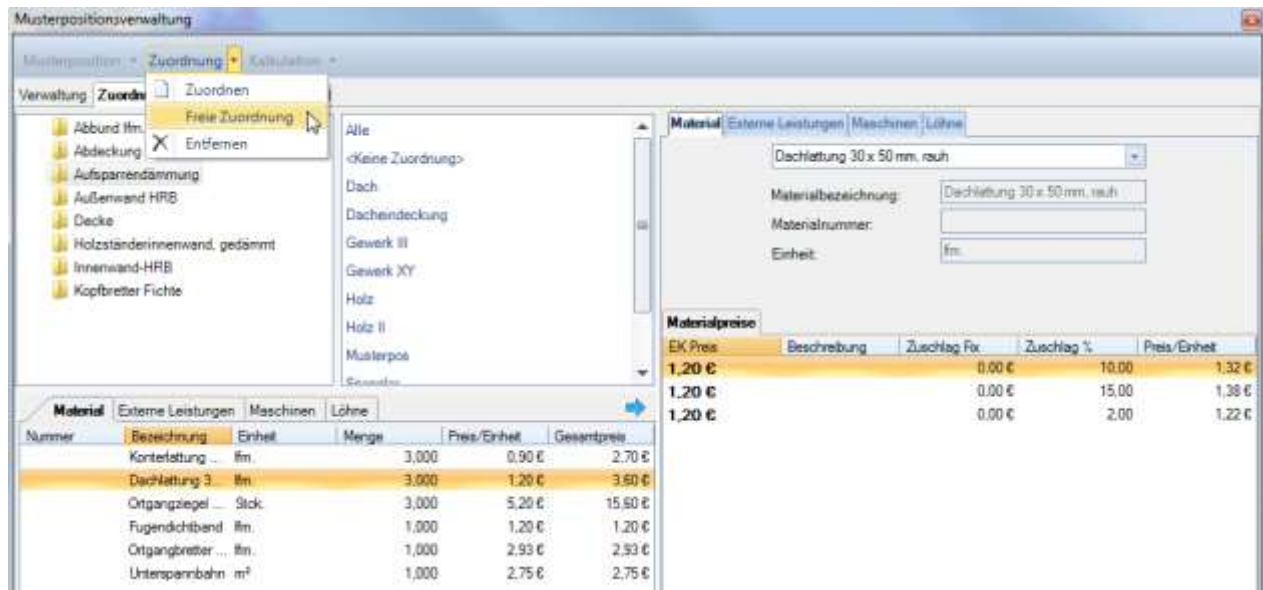 Musterpositionsverwaltung
Musterposition Zuordnung Kalkulation
Verwaltung
Zuordnen
Freie Zuordnung
Entfernen
Abbund lfm.
Abdeckung
Aufsparrendämmung
Außenwand HRB
Decke
Holzständerinnenwand, gedämmt
Innenwand-HRB
Kopfbretter Fichte
Alle
<Keine Zuordnung>
Dach
Dacheindeckung
Gewerk III
Gewerk XY
Holz
Holz II
Musterpos
Material Externe Leistungen Maschinen Löhne
Dachlattung 30 x 50 mm, rauh
Materialbezeichnung: Dachlattung 30 x 50 mm, rauh
Materialnummer:
Einheit: lfm.
Materialpreise
EK Preis Beschreibung Zuschlag Fix Zuschlag % Preis/Einheit
1,20 € 0.00 € 10,00 1,32 €
1,20 € 0.00 € 15,00 1,38 €
1,20 € 0.00 € 2,00 1,22 €
Material Externe Leistungen Maschinen Löhne
Nummer Bezeichnung Einheit Menge Preis/Einheit Gesamtpreis
Konterlattung ... lfm. 3,000 0,90 € 2,70 €
Dachlattung 3... lfm. 3,000 1,20 € 3,60 €
Ortgangziegel ... Stck. 3,000 5,20 € 15,60 €
Fugendichtband lfm. 1,000 1,20 € 1,20 €
Ortgangbretter ... lfm. 1,000 2,93 € 2,93 €
Unterspannbahn m² 1,000 2,75 € 2,75 €